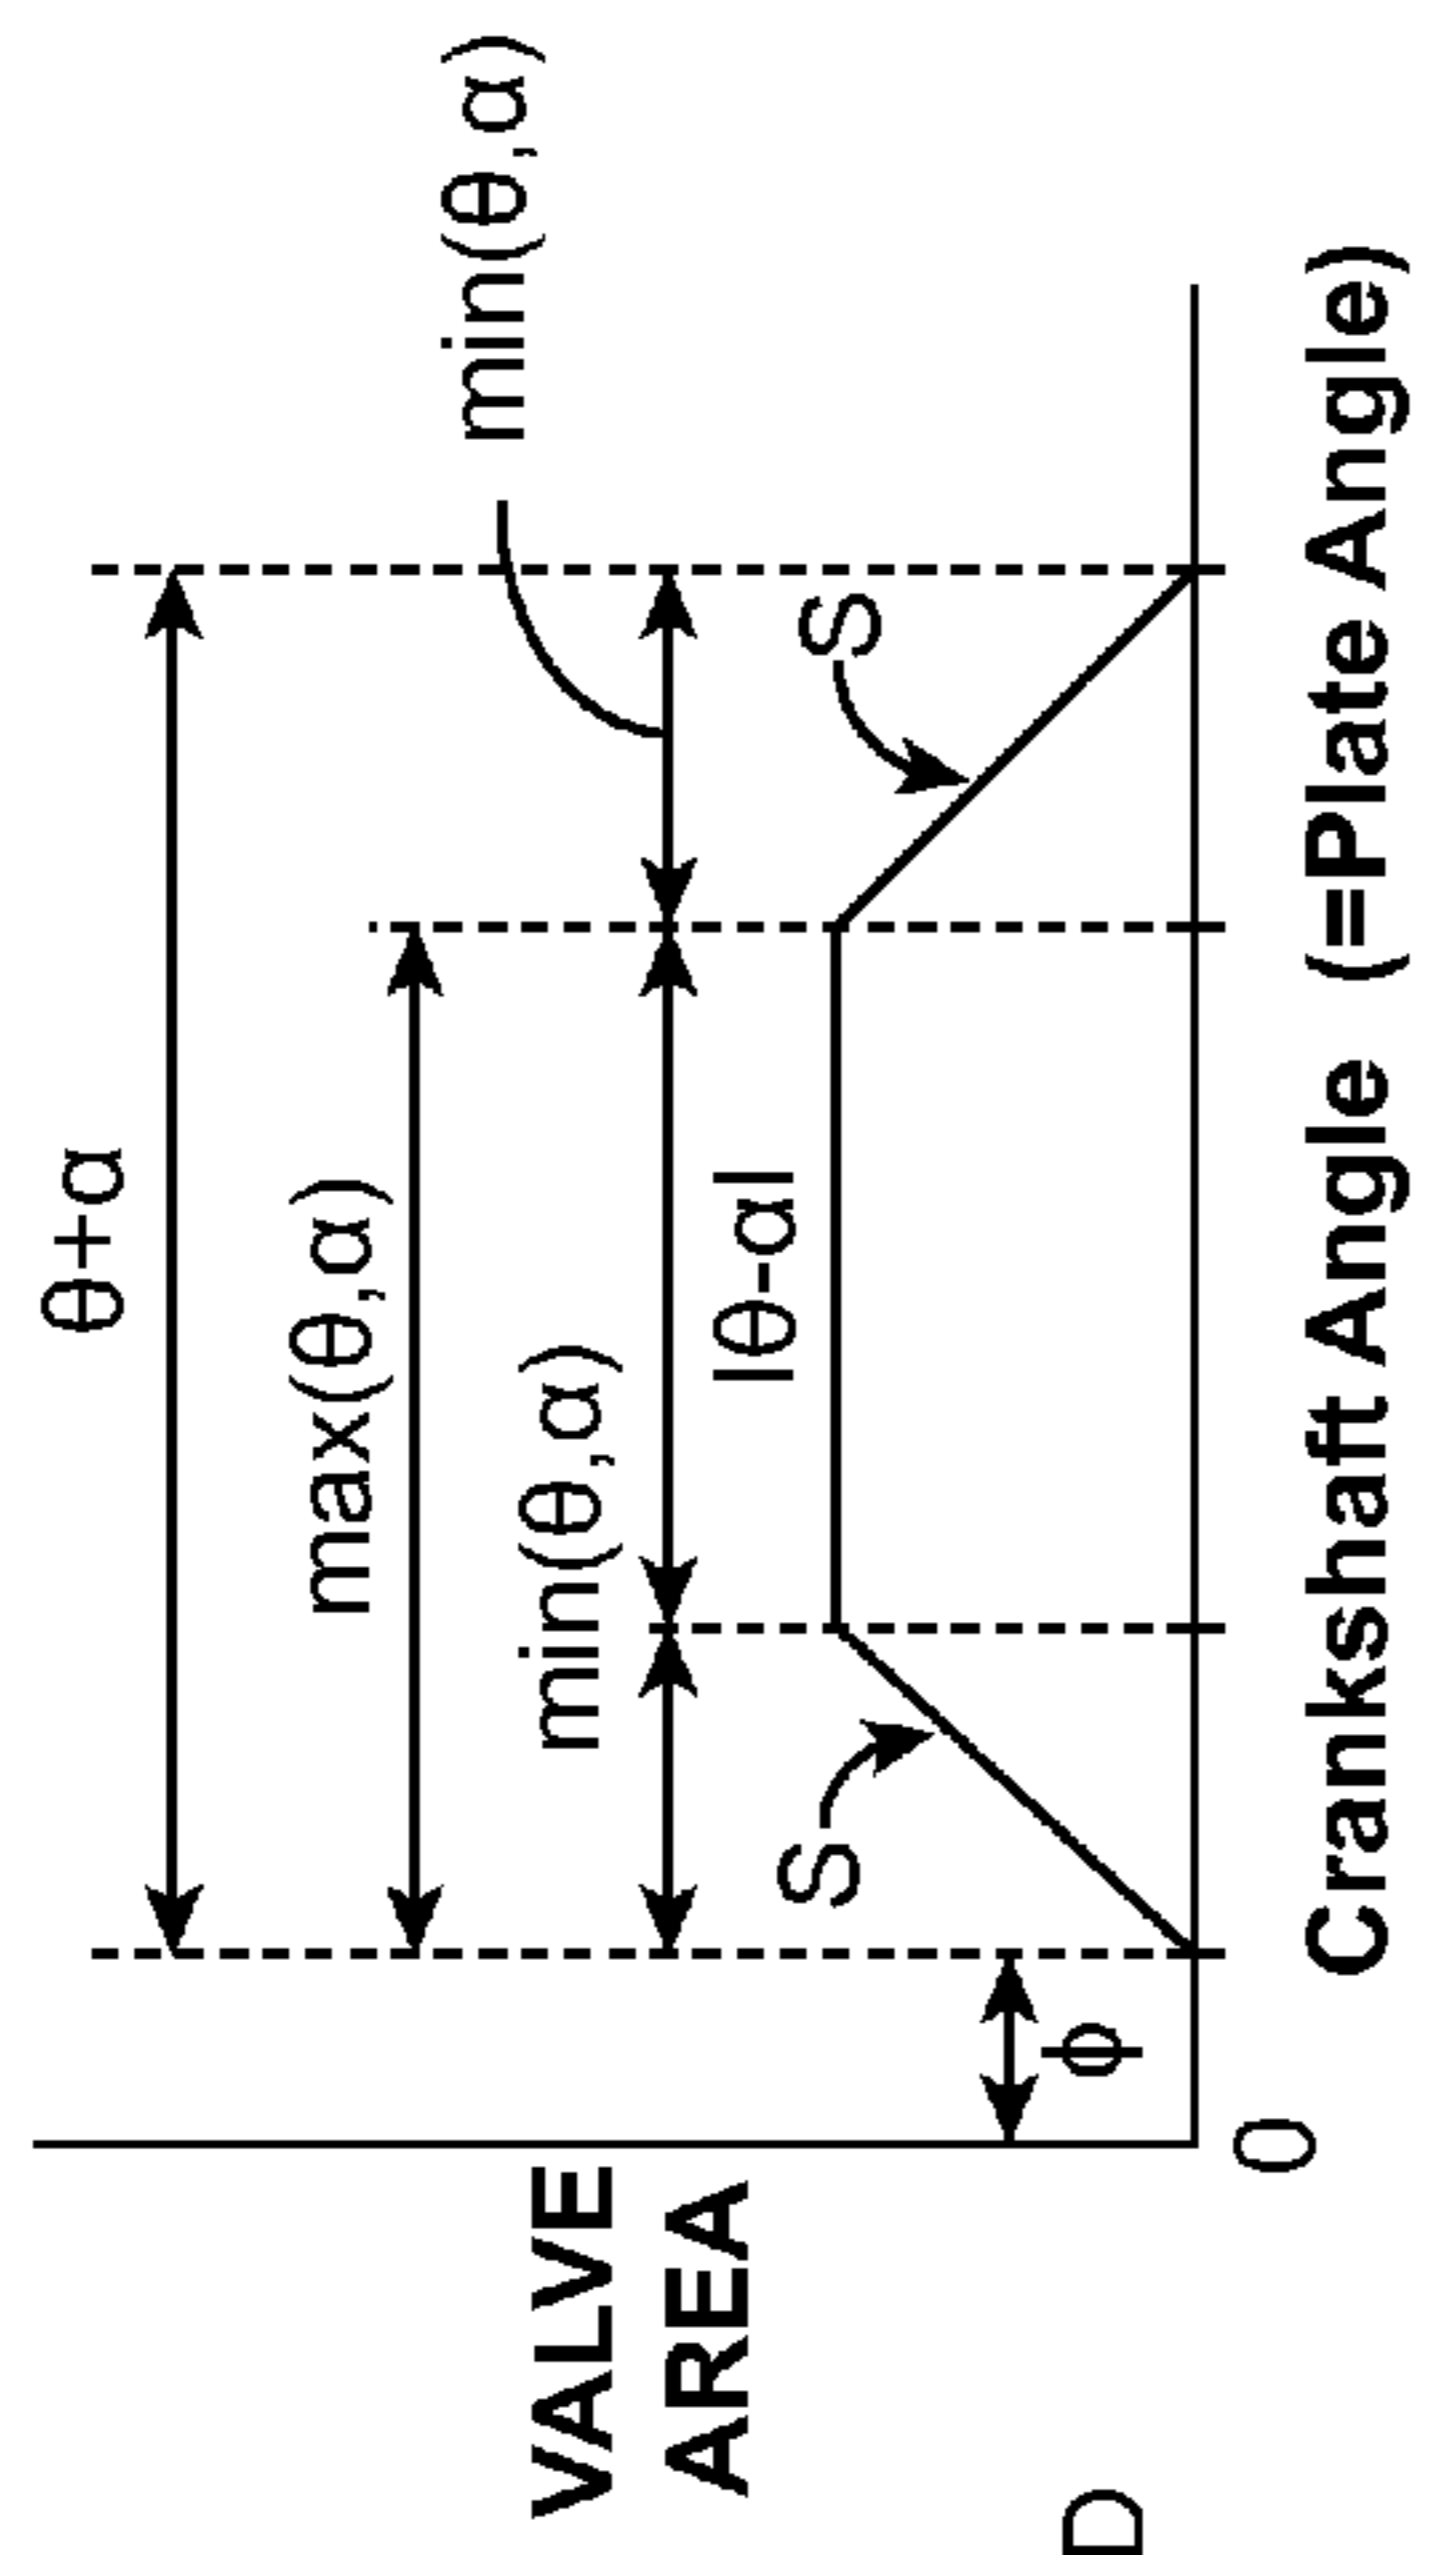 θ+α
min(θ,α)
max(θ,α)
min(θ,α)
|θ-α|
VALVE
AREA
S
S
ϕ
D
0
Crankshaft Angle (=Plate Angle)